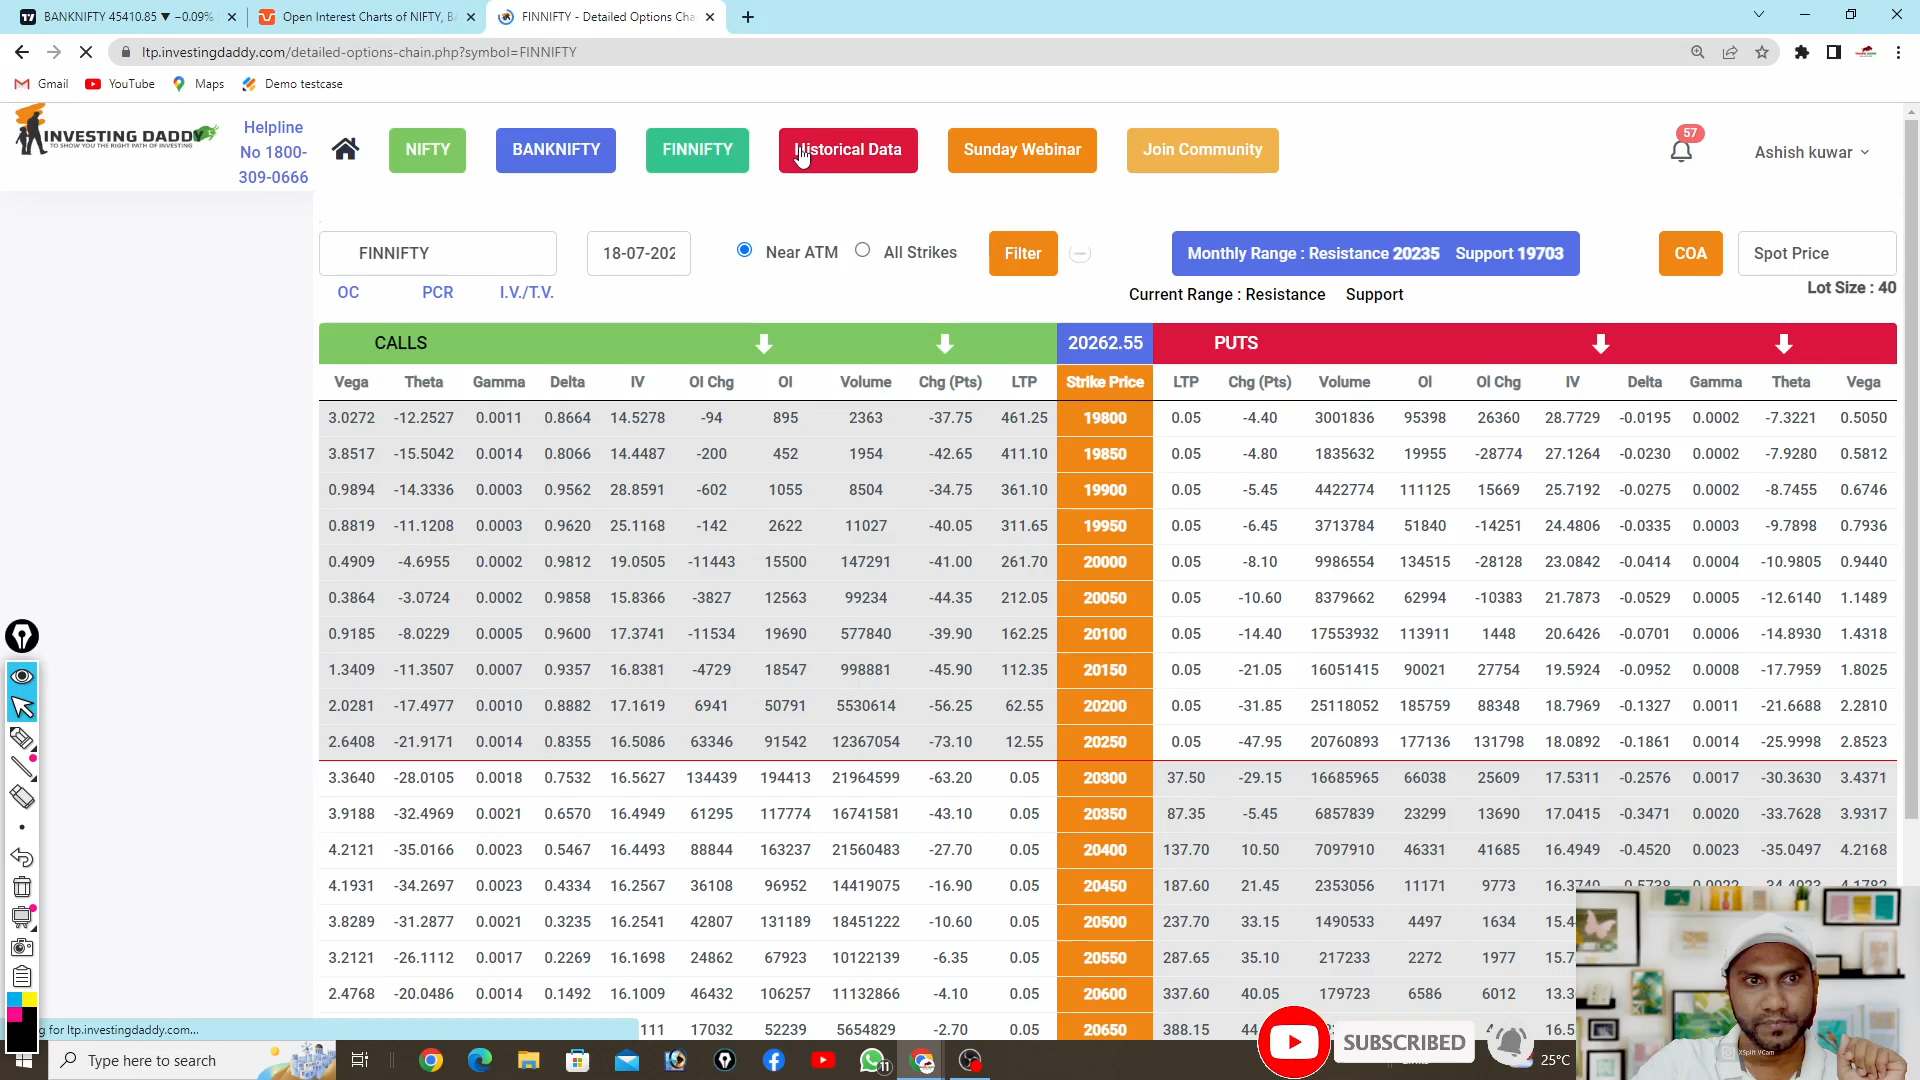 BANKNIFTY 45410.85 ▼ −0.09%
Open Interest Charts of NIFTY, BA
FINNIFTY - Detailed Options Cha
ltp.investingdaddy.com/detailed-options-chain.php?symbol=FINNIFTY
Gmail YouTube Maps Demo testcase
INVESTING DADDY
TO SHOW YOU THE RIGHT PATH OF INVESTING
Helpline
No 1800-
309-0666
NIFTY BANKNIFTY FINNIFTY Historical Data Sunday Webinar Join Community
57
Ashish kuwar
FINNIFTY 18-07-202 Near ATM All Strikes Filter Monthly Range : Resistance 20235 Support 19703 COA Spot Price
OC PCR I.V./T.V. Current Range : Resistance Support Lot Size : 40
CALLS 20262.55 PUTS
Vega Theta Gamma Delta IV OI Chg OI Volume Chg (Pts) LTP Strike Price LTP Chg (Pts) Volume OI OI Chg IV Delta Gamma Theta Vega
3.0272 -12.2527 0.0011 0.8664 14.5278 -94 895 2363 -37.75 461.25 19800 0.05 -4.40 3001836 95398 26360 28.7729 -0.0195 0.0002 -7.3221 0.5050
3.8517 -15.5042 0.0014 0.8066 14.4487 -200 452 1954 -42.65 411.10 19850 0.05 -4.80 1835632 19955 -28774 27.1264 -0.0230 0.0002 -7.9280 0.5812
0.9894 -14.3336 0.0003 0.9562 28.8591 -602 1055 8504 -34.75 361.10 19900 0.05 -5.45 4422774 111125 15669 25.7192 -0.0275 0.0002 -8.7455 0.6746
0.8819 -11.1208 0.0003 0.9620 25.1168 -142 2622 11027 -40.05 311.65 19950 0.05 -6.45 3713784 51840 -14251 24.4806 -0.0335 0.0003 -9.7898 0.7936
0.4909 -4.6955 0.0002 0.9812 19.0505 -11443 15500 147291 -41.00 261.70 20000 0.05 -8.10 9986554 134515 -28128 23.0842 -0.0414 0.0004 -10.9805 0.9440
0.3864 -3.0724 0.0002 0.9858 15.8366 -3827 12563 99234 -44.35 212.05 20050 0.05 -10.60 8379662 62994 -10383 21.7873 -0.0529 0.0005 -12.6140 1.1489
0.9185 -8.0229 0.0005 0.9600 17.3741 -11534 19690 577840 -39.90 162.25 20100 0.05 -14.40 17553932 113911 1448 20.6426 -0.0701 0.0006 -14.8930 1.4318
1.3409 -11.3507 0.0007 0.9357 16.8381 -4729 18547 998881 -45.90 112.35 20150 0.05 -21.05 16051415 90021 27754 19.5924 -0.0952 0.0008 -17.7959 1.8025
2.0281 -17.4977 0.0010 0.8882 17.1619 6941 50791 5530614 -56.25 62.55 20200 0.05 -31.85 25118052 185759 88348 18.7969 -0.1327 0.0011 -21.6688 2.2810
2.6408 -21.9171 0.0014 0.8355 16.5086 63346 91542 12367054 -73.10 12.55 20250 0.05 -47.95 20760893 177136 131798 18.0892 -0.1861 0.0014 -25.9998 2.8523
3.3640 -28.0105 0.0018 0.7532 16.5627 134439 194413 21964599 -63.20 0.05 20300 37.50 -29.15 16685965 66038 25609 17.5311 -0.2576 0.0017 -30.3630 3.4371
3.9188 -32.4969 0.0021 0.6570 16.4949 61295 117774 16741581 -43.10 0.05 20350 87.35 -5.45 6857839 23299 13690 17.0415 -0.3471 0.0020 -33.7628 3.9317
4.2121 -35.0166 0.0023 0.5467 16.4493 88844 163237 21560483 -27.70 0.05 20400 137.70 10.50 7097910 46331 41685 16.4949 -0.4520 0.0023 -35.0497 4.2168
4.1931 -34.2697 0.0023 0.4334 16.2567 36108 96952 14419075 -16.90 0.05 20450 187.60 21.45 2353056 11171 9773
3.8289 -31.2877 0.0021 0.3235 16.2541 42807 131189 18451222 -10.60 0.05 20500 237.70 33.15 1490533 4497 1634 15.4
3.2121 -26.1112 0.0017 0.2269 16.1698 24862 67923 10122139 -6.35 0.05 20550 287.65 35.10 217233 2272 1977 15.7
2.4768 -20.0486 0.0014 0.1492 16.1009 46432 106257 11132866 -4.10 0.05 20600 337.60 40.05 179723 6586 6012 13.3
111 17032 52239 5654829 -2.70 0.05 20650 388.15 44. 16.5
g for ltp.investingdaddy.com...
SUBSCRIBED
XSplit VCam
Type here to search
11
25°C